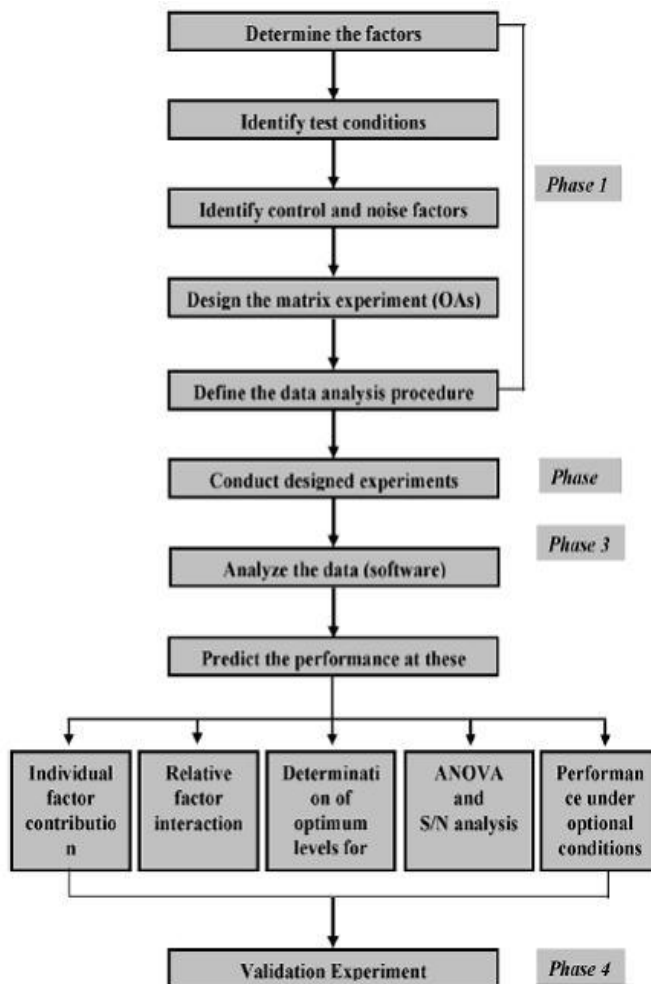 Determine the factors
Identify test conditions
Phase 1
Identify control and noise factors
Design the matrix experiment (OAs)
Define the data analysis procedure
Conduct designed experiments
Phase
Phase 3
Analyze the data (software)
Predict the performance at these
Individual
factor
contributio
n
Relative
factor
interaction
Determinati
on of
optimum
levels for
ANOVA
and
S/N analysis
Performan
ce under
optional
conditions
Validation Experiment
Phase 4